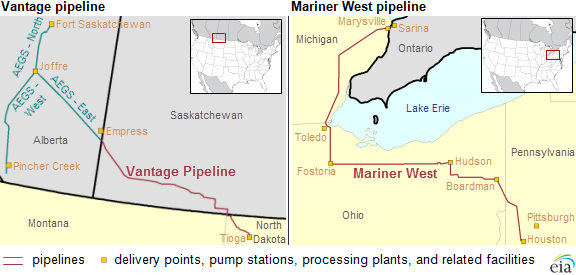 Vantage pipeline
Fort Saskatchewan
AEGS - North
Joffre
AEGS - West
AEGS - East
Saskatchewan
Empress
Alberta
Pincher Creek
Vantage Pipeline
Montana
North
Dakota
Tioga
Mariner West pipeline
Marysville
Sarina
Michigan
Ontario
Lake Erie
Toledo
Pennsylvania
Fostoria
Hudson
Mariner West
Boardman
Ohio
Pittsburgh
Houston
pipelines
delivery points, pump stations, processing plants, and related facilities
eia